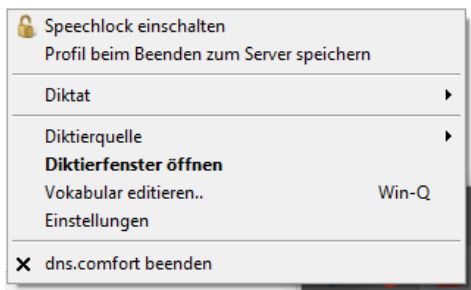 Speechlock einschalten
Profil beim Beenden zum Server speichern
Diktat
Diktierquelle
Diktierfenster öffnen
Vokabular editieren.. Win-Q
Einstellungen
dns.comfort beenden